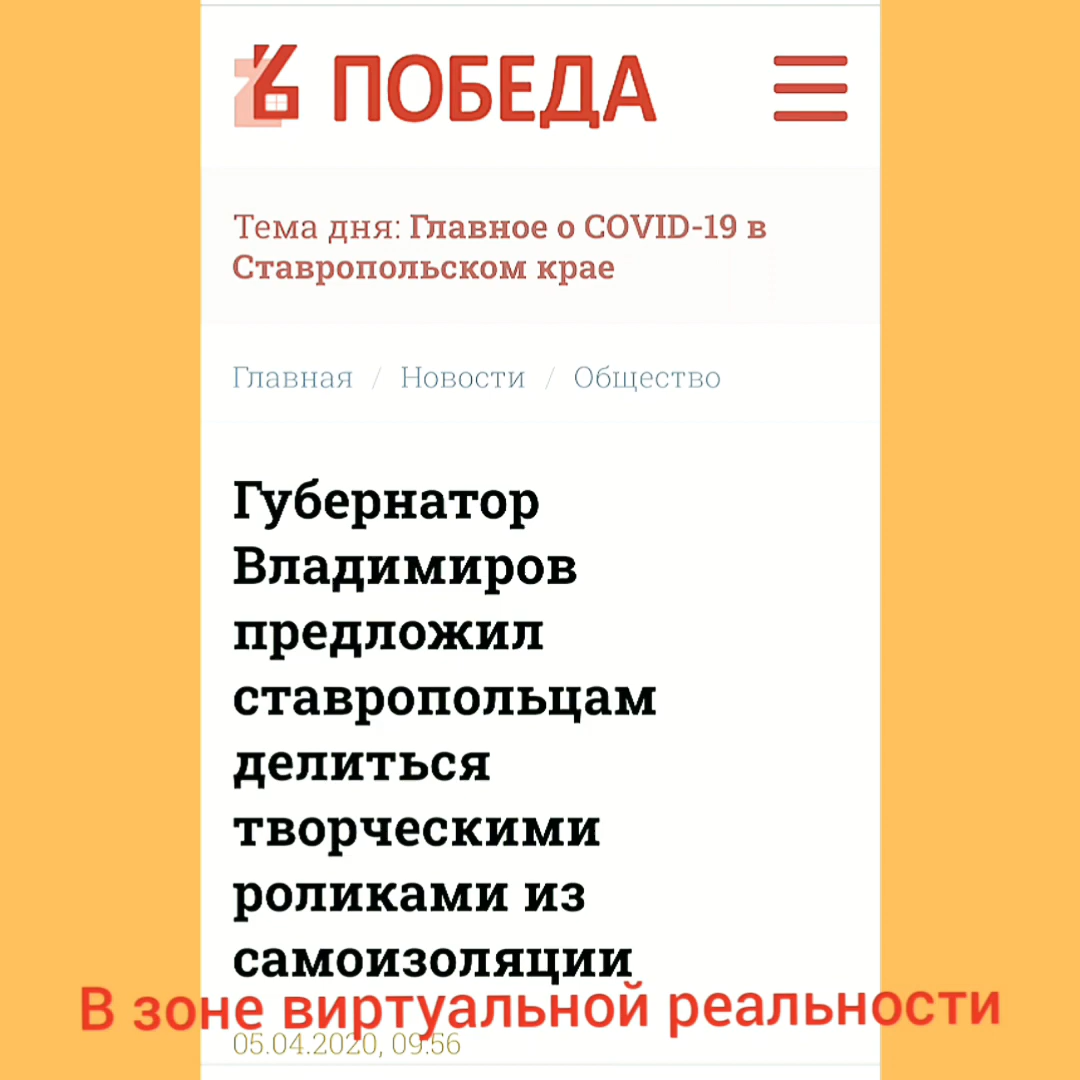 ПОБЕДА
Тема дня: Главное о COVID-19 в
Ставропольском крае
Главная / Новости / Общество
Губернатор
Владимиров
предложил
ставропольцам
делиться
творческими
роликами из
самоизоляции
В зоне виртуальной реальности
05.04.2020, 09:56